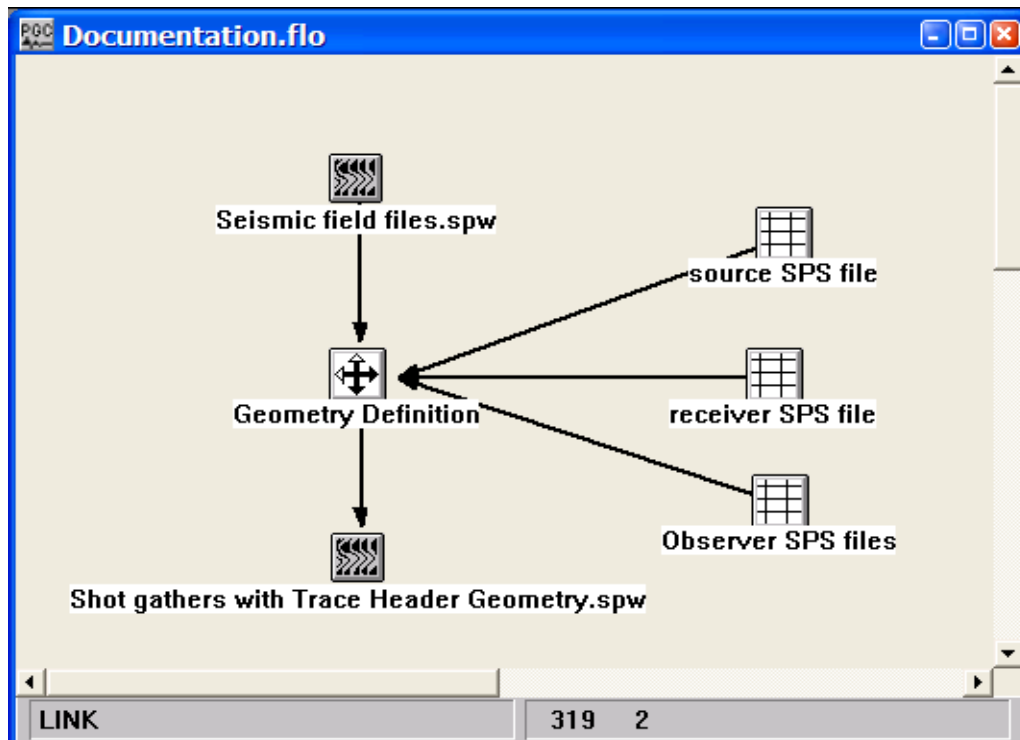 PGC
Documentation.flo
Seismic field files.spw
source SPS file
Geometry Definition
receiver SPS file
Observer SPS files
Shot gathers with Trace Header Geometry.spw
LINK
319 2